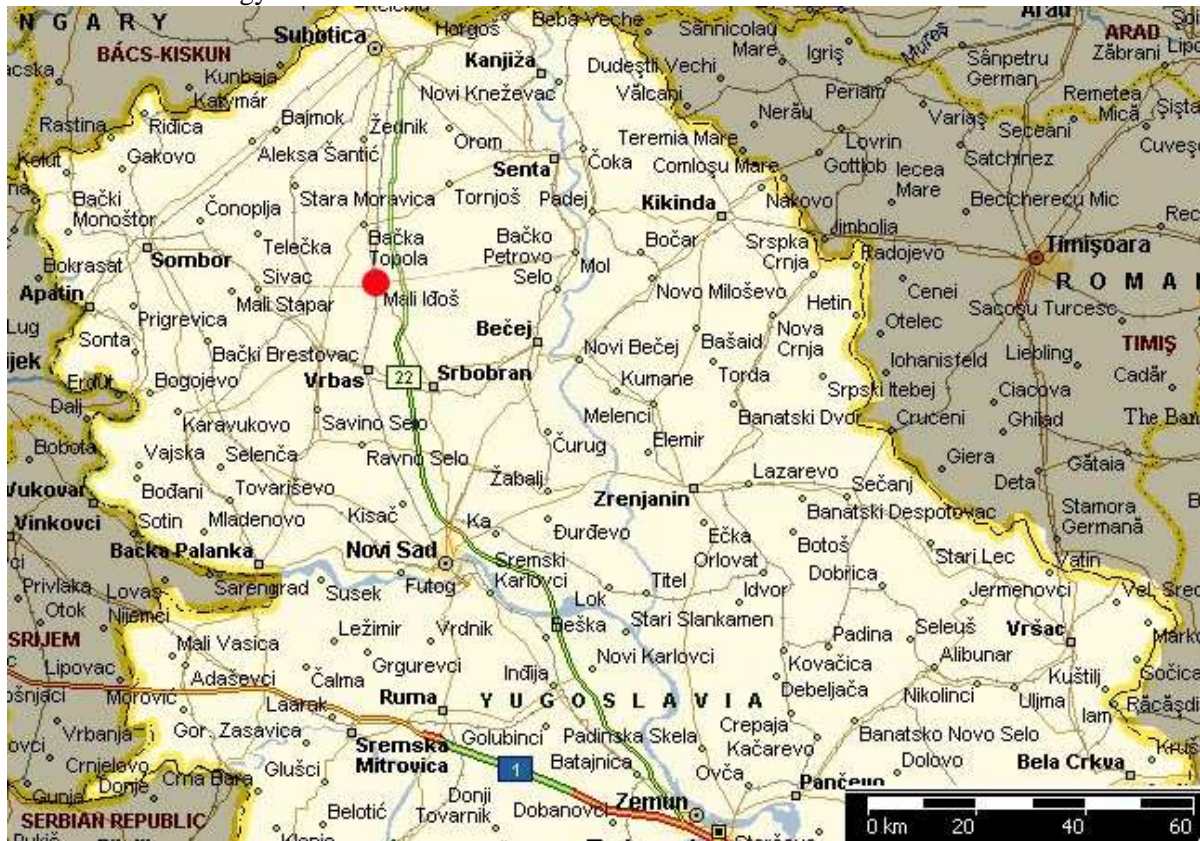 N G A R Y
BÁCS-KISKUN
Subotica
Horgoš
Beba-Veche
Sânnicolau
Mare
Igriş
Mureş
Arad
ARAD
Zăbrani
Sânpetru
German
Kunbaja
Kanjiža
Dudeştii Vechi
Katymár
Novi Kneževac
Vălcani
Periam
Remetea
Mică
Rastina
Riđica
Bajmok
Žednik
Orom
Nerău
Variaş
Seceani
Gakovo
Aleksa Šantić
Senta
Čoka
Teremia Mare
Lovrin
Gottlob
Satchinez
Comloşu Mare
Iecea
Mare
Bački
Monoštor
Čonoplja
Stara Moravica
Tornjoš
Padej
Kikinda
Nakovo
Becicherecu Mic
Jimbolia
Telečka
Bačka
Topola
Bačko
Petrovo
Selo
Bočar
Srspka
Crnja
Radojevo
Timişoara
Sombor
Bokrasat
Sivac
Mol
R O M A
Apatin
Mali Stapar
Mali Iđoš
Novo Miloševo
Hetin
Cenei
Sacoşu Turcesc
Lug
Prigrevica
Sonta
Bečej
Bašaid
Nova
Crnja
Otelec
TIMIŞ
Bački Brestovac
Novi Bečej
Iohanisfeld
Liebling
Erdut
Bogojevo
Vrbas
22
Srbobran
Kumane
Torda
Srpski Itebej
Ciacova
Cadăr
Dalj
Karavukovo
Savino Selo
Melenci
Banatski Dvor
Cruceni
Ghilad
The Ban
Bobota
Vajska
Selenča
Ravno Selo
Čurug
Elemir
Giera
Gătaia
Vukovar
Bođani
Tovariševo
Žabalj
Lazarevo
Sečanj
Deta
Vinkovci
Sotin
Mladenovo
Kisač
Ka
Zrenjanin
Banatski Despotovac
Stamora
Germană
Bačka Palanka
Novi Sad
Đurđevo
Ečka
Orlovat
Botoš
Stari Lec
Vatin
Privlaka
Lovas
Šarengrad
Susek
Futog
Sremski
Karlovci
Titel
Dobrica
Jermenovci
Otok
Nijemci
Lok
Idvor
SRIJEM
Mali Vasica
Ležimir
Vrdnik
Beška
Stari Slankamen
Padina
Seleuš
Vršac
Lipovac
Adaševci
Grgurevci
Novi Karlovci
Kovačica
Alibunar
Morović
Čalma
Inđija
Debeljača
Nikolinci
Uljma
Kuštilj
Laarak
Ruma
Y U G O S L A V I A
Iam
Vrbanja
Gor. Zasavica
Golubinci
Padinska Skela
Crepaja
Kačarevo
Banatsko Novo Selo
Sremska
Mitrovica
Crnjelovo
Glušci
1
Batajnica
Ovča
Dolovo
Bela Crkva
Gunja
Donje
Crna Bara
Pančevo
SERBIAN REPUBLIC
Belotić
Donji
Tovarnik
Dobanovci
Zemun
0 km 20 40 60